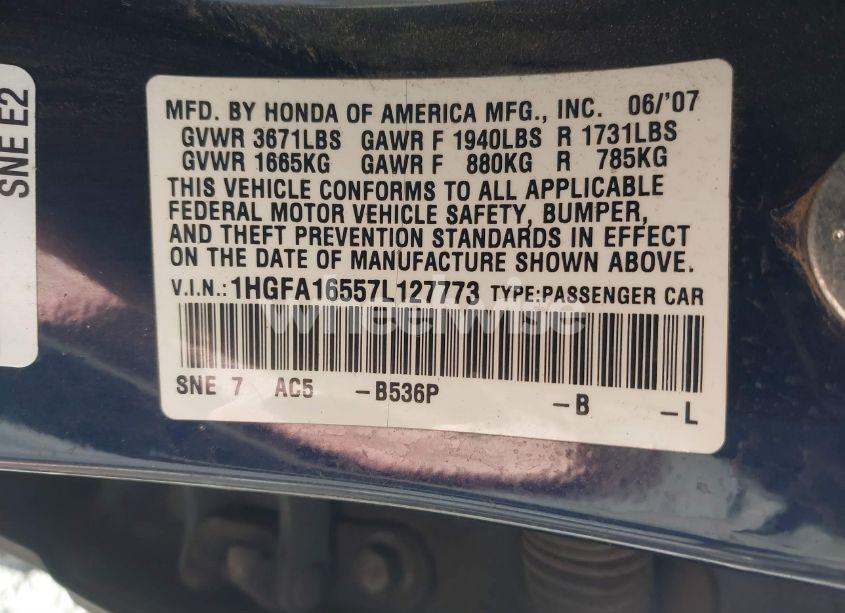 SNE E2
MFD. BY HONDA OF AMERICA MFG., INC. 06/'07
GVWR 3671LBS GAWR F 1940LBS R 1731LBS
GVWR 1665KG GAWR F 880KG R 785KG
THIS VEHICLE CONFORMS TO ALL APPLICABLE
FEDERAL MOTOR VEHICLE SAFETY, BUMPER,
AND THEFT PREVENTION STANDARDS IN EFFECT
ON THE DATE OF MANUFACTURE SHOWN ABOVE.
V.I.N.:1HGFA16557L127773 TYPE:PASSENGER CAR
wheelwise
SNE 7 AC5 -B536P -B -L